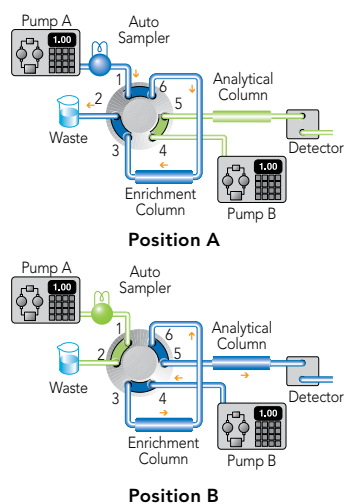 Pump A
Auto
Sampler
1.00
1
6
2
5
Analytical
Column
Waste
3
4
1.00
Detector
Enrichment
Column
Pump B
Position A
Pump A
Auto
Sampler
1.00
1
6
2
5
Analytical
Column
Waste
3
4
1.00
Detector
Enrichment
Column
Pump B
Position B